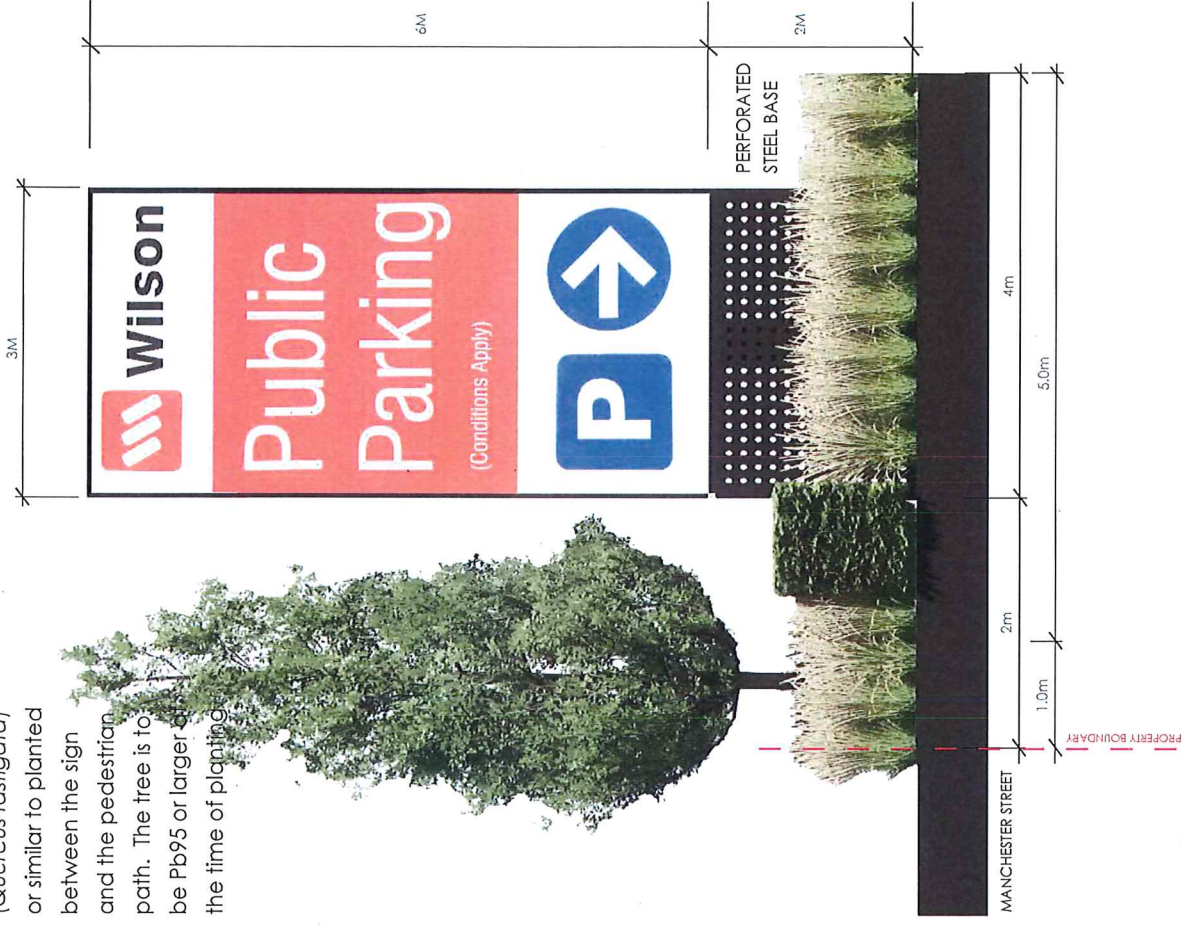 (Quercus fastigara)
or similar to planted
between the sign
and the pedestrian
path. The tree is to
be Pb95 or larger at
the time of planting
3M
6M
2M
Wilson
Public
Parking
(Conditions Apply)
P
PERFORATED
STEEL BASE
2m
4m
1.0m
5.0m
MANCHESTER STREET
PROPERTY BOUNDARY